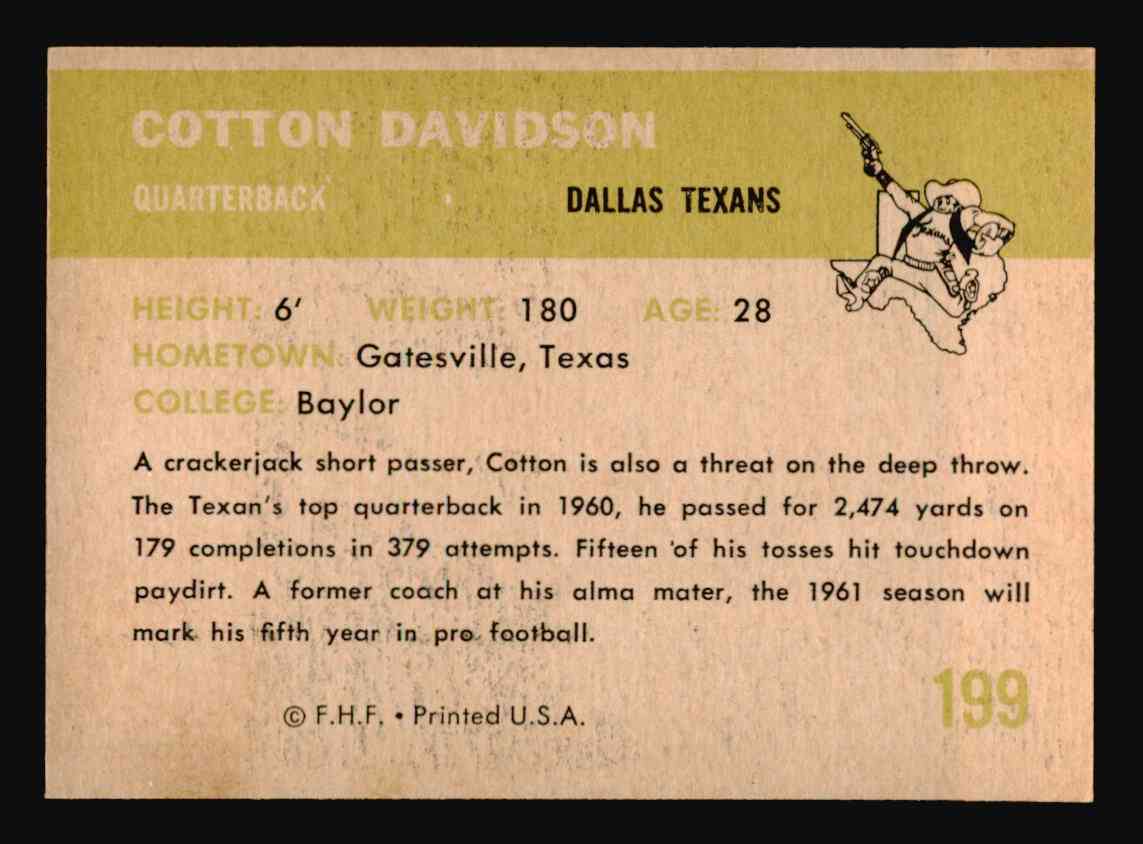 COTTON DAVIDSON
QUARTERBACK DALLAS TEXANS
Texans
HEIGHT: 6' WEIGHT: 180 AGE: 28
HOMETOWN: Gatesville, Texas
COLLEGE: Baylor
A crackerjack short passer, Cotton is also a threat on the deep throw.
The Texan's top quarterback in 1960, he passed for 2,474 yards on
179 completions in 379 attempts. Fifteen of his tosses hit touchdown
paydirt. A former coach at his alma mater, the 1961 season will
mark his fifth year in pro football.
199
© F.H.F. • Printed U.S.A.